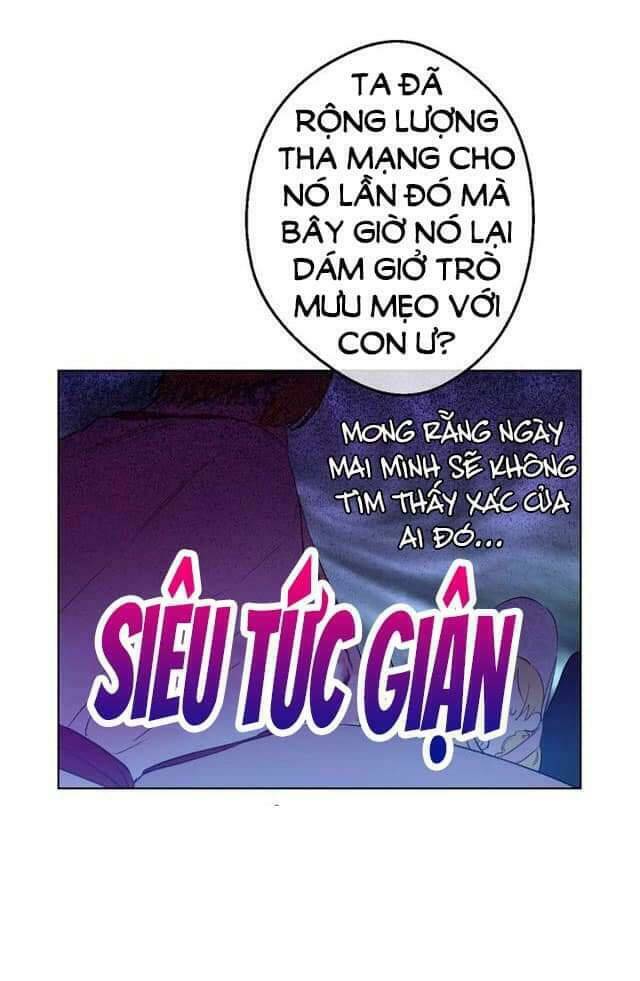 TA ĐÃ
RỘNG LƯỢNG
THA MẠNG CHO
NÓ LẦN ĐÓ MÀ
BÂY GIỜ NÓ LẠI
DÁM GIỞ TRÒ
MƯU MẸO VỚI
CON Ư?
MONG RẰNG NGÀY
MAI MÌNH SẼ KHÔNG
TÌM THẤY XÁC CỦA
AI ĐÓ...
SIÊU TỨC GIẬN